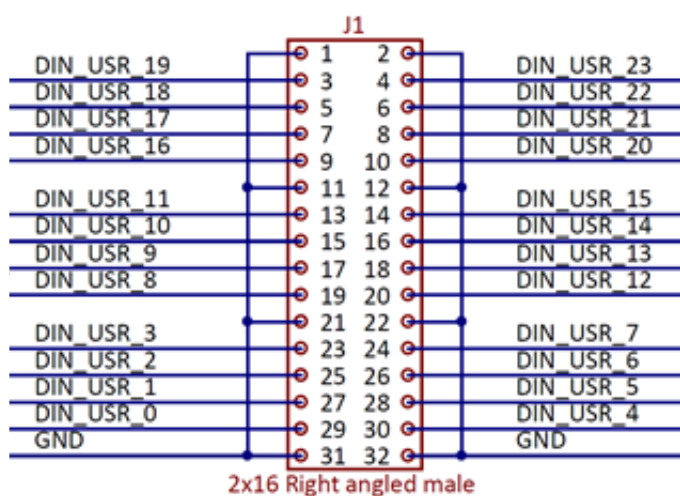 J1
1 2
DIN_USR_19 3 4 DIN_USR_23
DIN_USR_18 5 6 DIN_USR_22
DIN_USR_17 7 8 DIN_USR_21
DIN_USR_16 9 10 DIN_USR_20
11 12
DIN_USR_11 13 14 DIN_USR_15
DIN_USR_10 15 16 DIN_USR_14
DIN_USR_9 17 18 DIN_USR_13
DIN_USR_8 19 20 DIN_USR_12
21 22
DIN_USR_3 23 24 DIN_USR_7
DIN_USR_2 25 26 DIN_USR_6
DIN_USR_1 27 28 DIN_USR_5
DIN_USR_0 29 30 DIN_USR_4
GND 31 32 GND
2x16 Right angled male